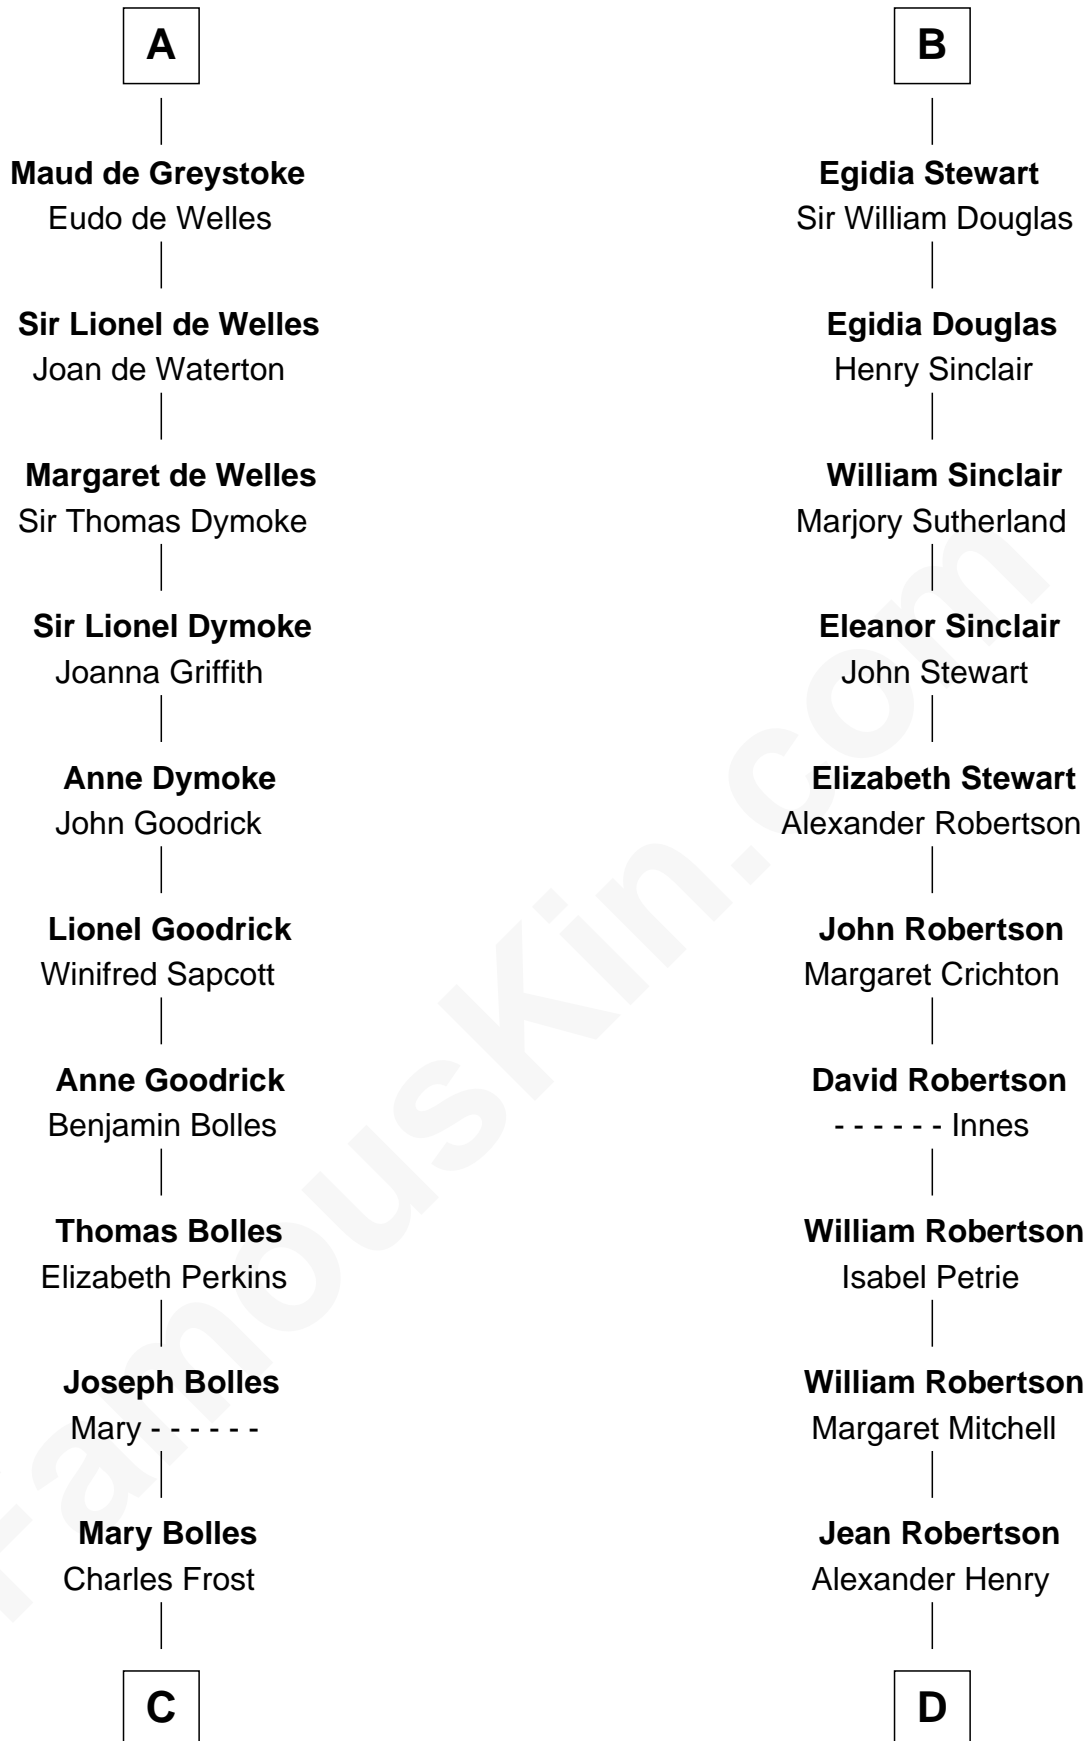 A
Maud de Greystoke
Eudo de Welles
Sir Lionel de Welles
Joan de Waterton
Margaret de Welles
Sir Thomas Dymoke
Sir Lionel Dymoke
Joanna Griffith
Anne Dymoke
John Goodrick
Lionel Goodrick
Winifred Sapcott
Anne Goodrick
Benjamin Bolles
Thomas Bolles
Elizabeth Perkins
Joseph Bolles
Mary - - - - - -
Mary Bolles
Charles Frost
C
B
Egidia Stewart
Sir William Douglas
Egidia Douglas
Henry Sinclair
William Sinclair
Marjory Sutherland
Eleanor Sinclair
John Stewart
Elizabeth Stewart
Alexander Robertson
John Robertson
Margaret Crichton
David Robertson
- - - - - - Innes
William Robertson
Isabel Petrie
William Robertson
Margaret Mitchell
Jean Robertson
Alexander Henry
D
FamousKin.com